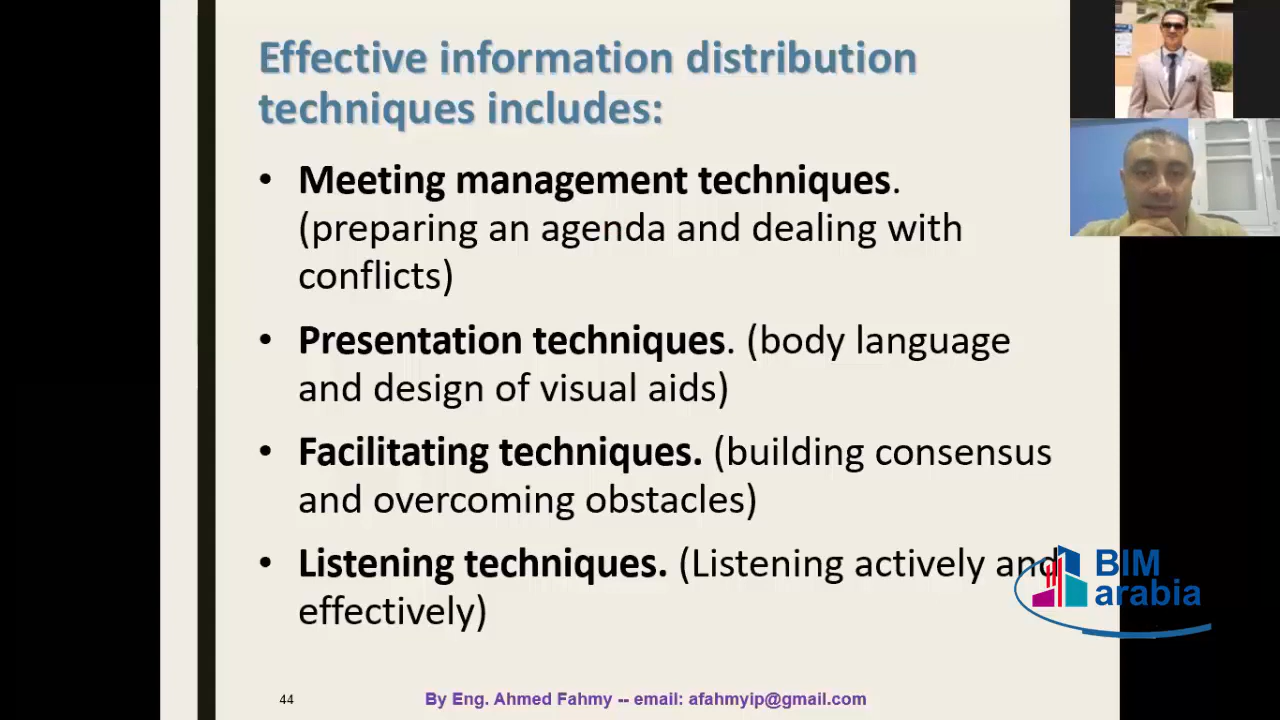 Effective information distribution
techniques includes:
• Meeting management techniques.
(preparing an agenda and dealing with
conflicts)
• Presentation techniques. (body language
and design of visual aids)
• Facilitating techniques. (building consensus
and overcoming obstacles)
• Listening techniques. (Listening actively and
effectively)
BIM
arabia
44
By Eng. Ahmed Fahmy -- email: afahmyip@gmail.com